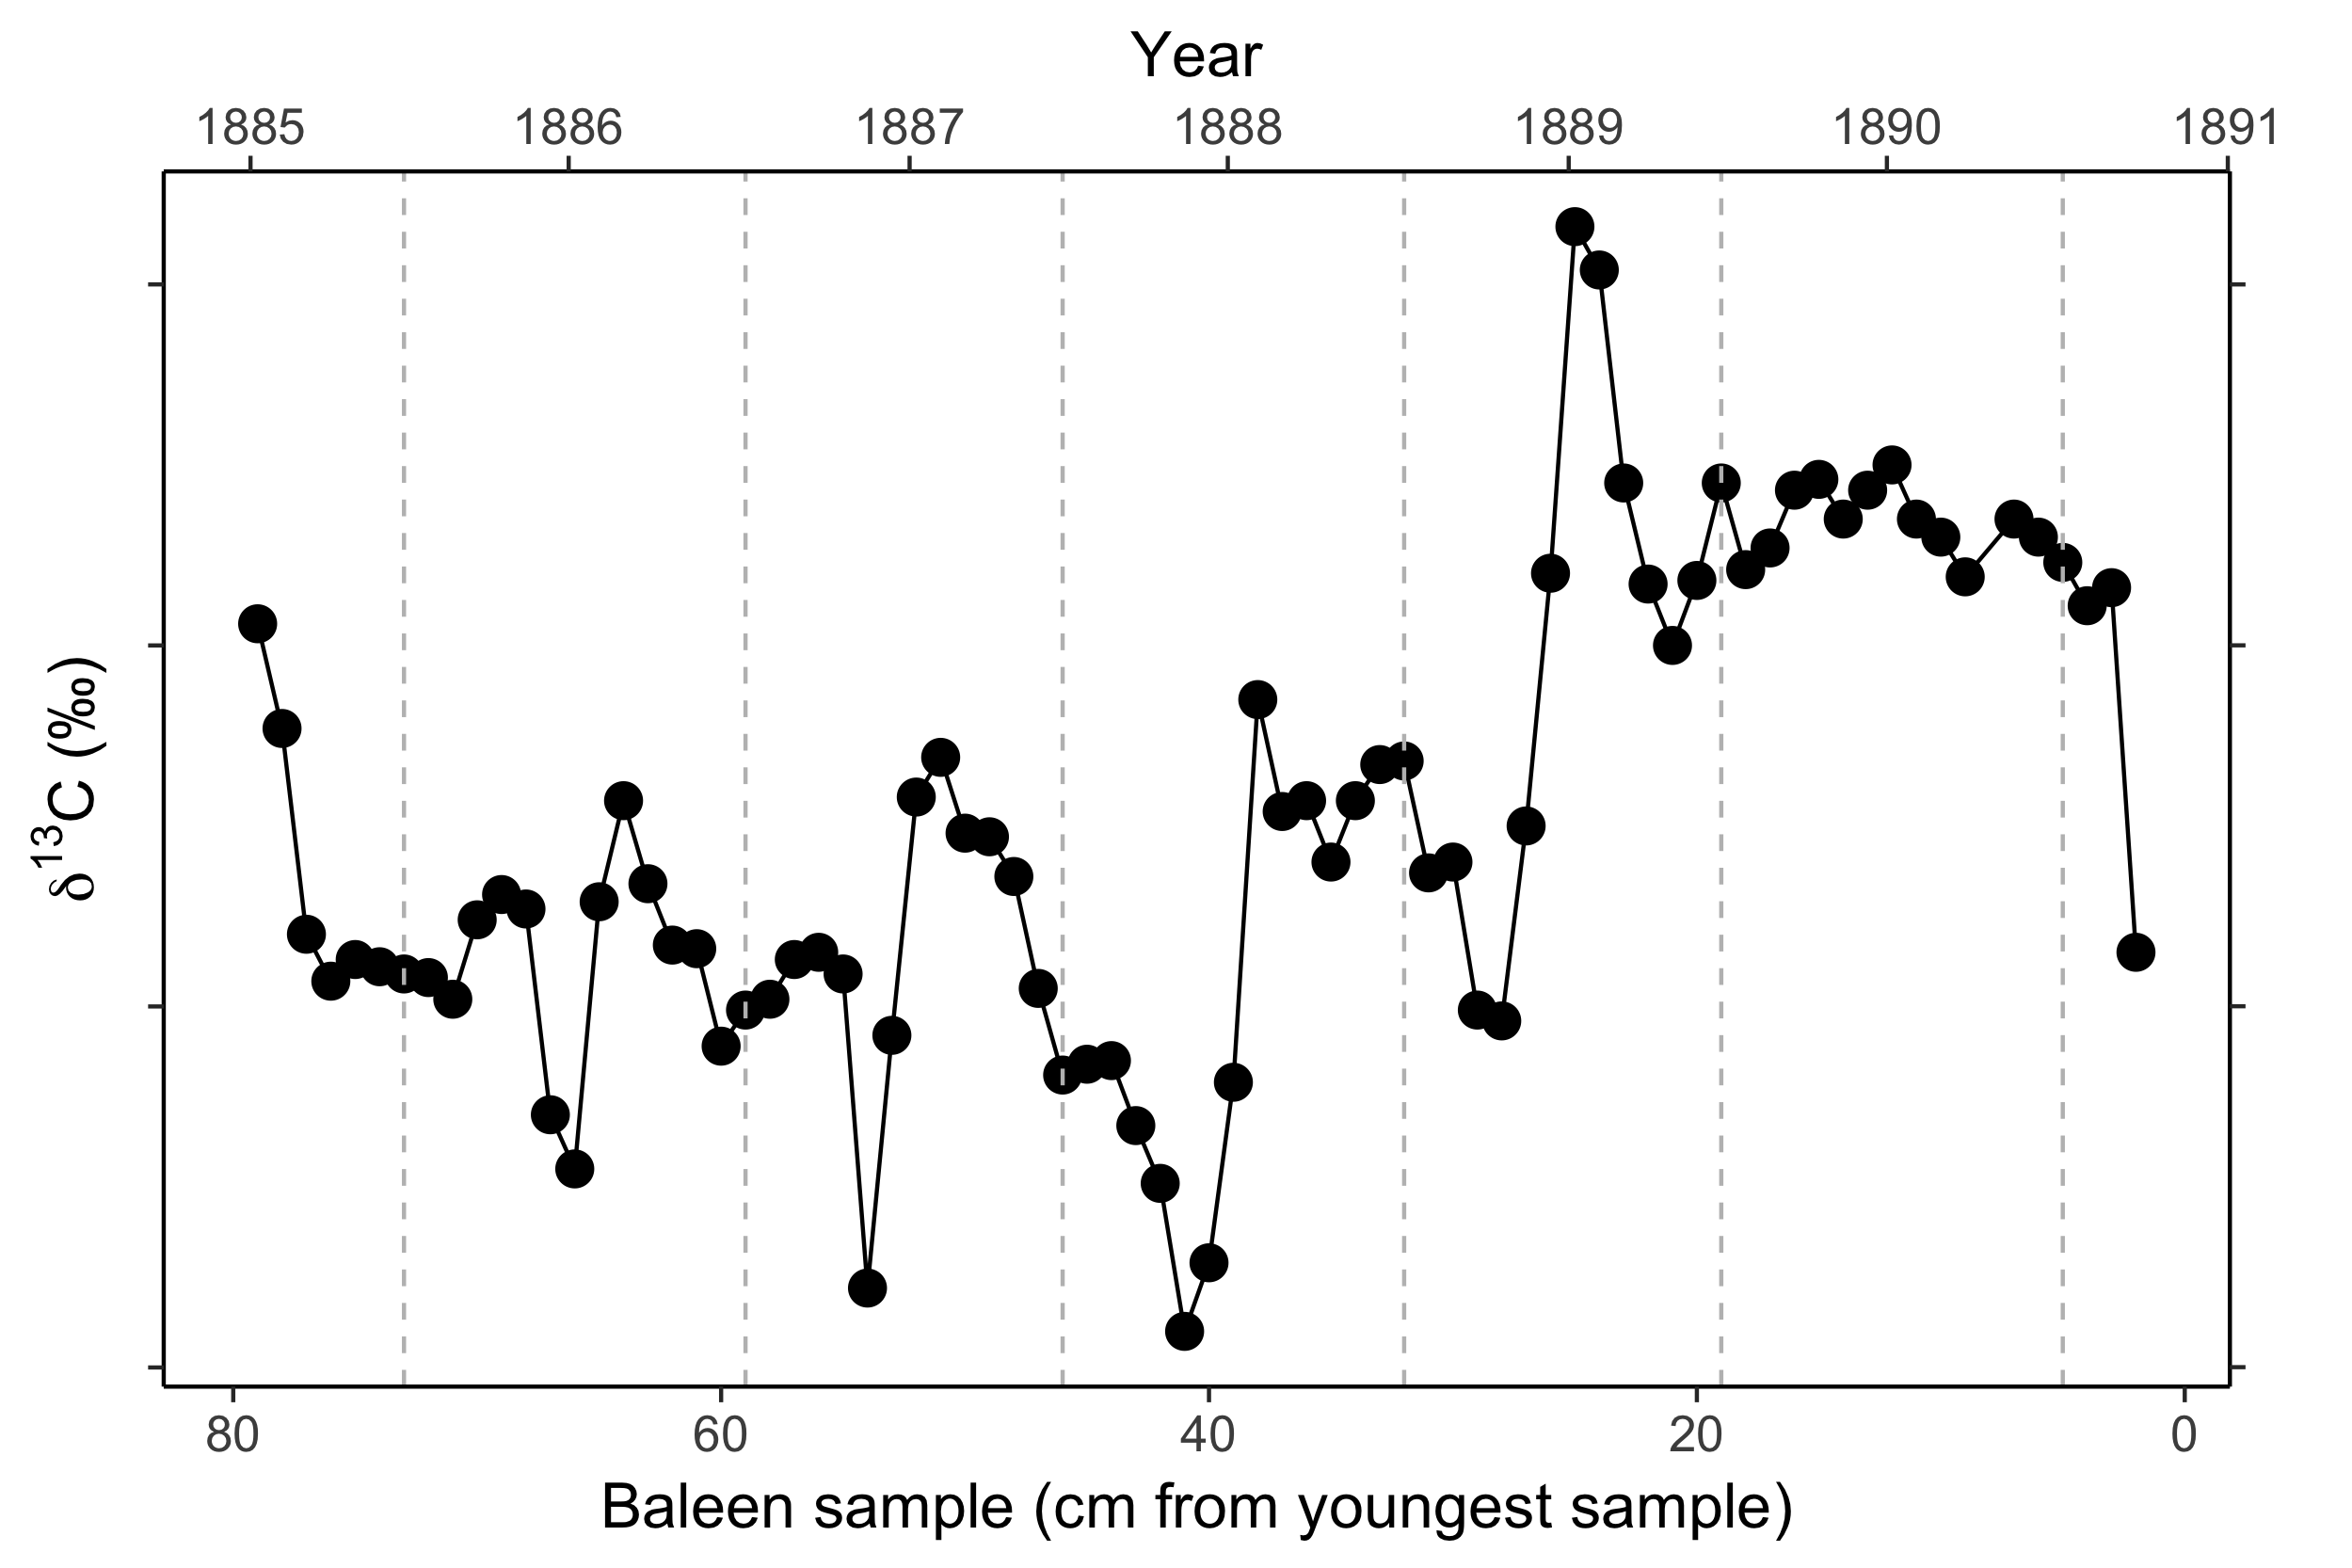 Year
1885 1886 1887 1888 1889 1890 1891
δ ¹³C (‰)
80 60 40 20 0
Baleen sample (cm from youngest sample)